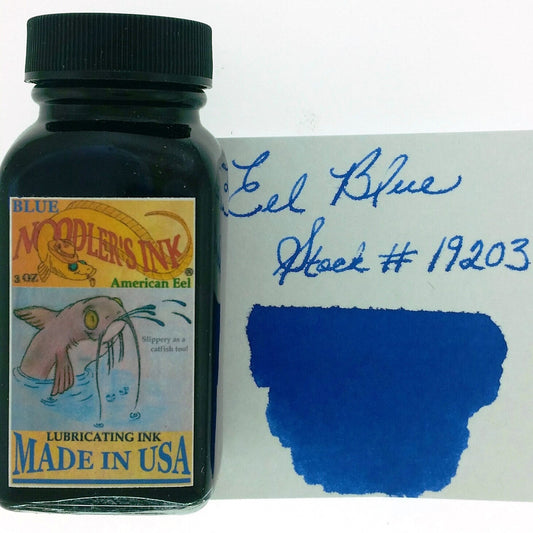 BLUE
NOODLER'S INK
3 OZ
®
American Eel
Slippery as a
catfish too!
LUBRICATING INK
MADE IN USA
Eel Blue
Stock # 19203